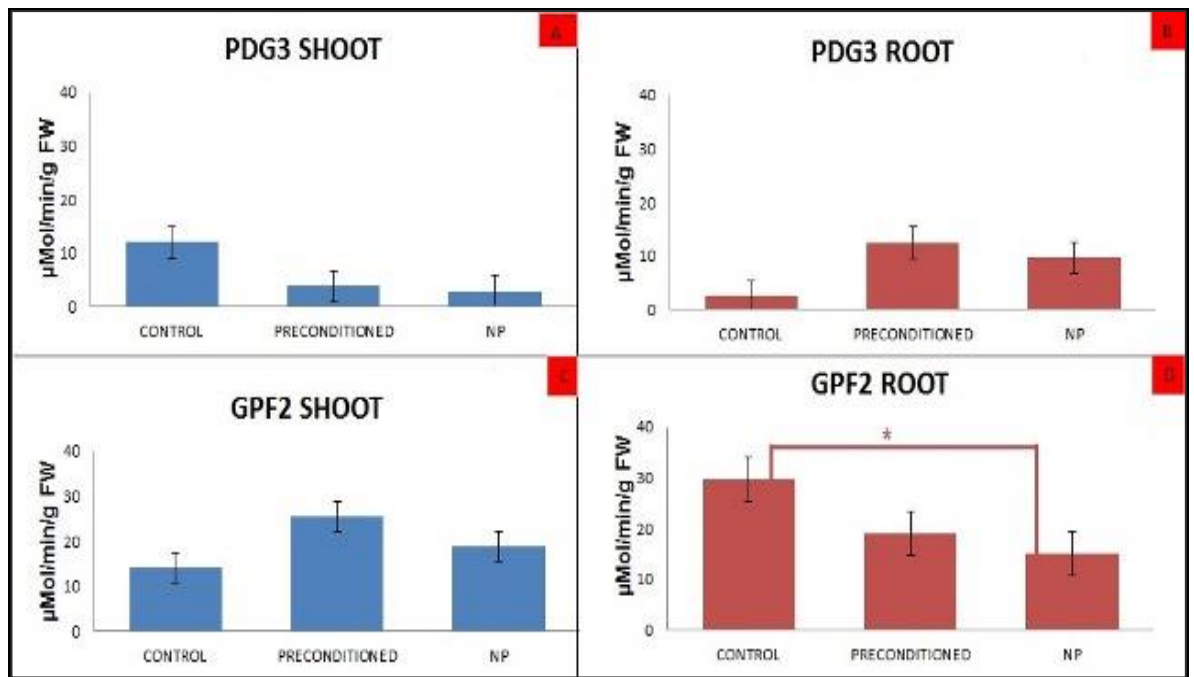 A
PDG3 SHOOT
µMol/min/g FW
40
30
20
10
0
CONTROL PRECONDITIONED NP
B
PDG3 ROOT
µMol/min/g FW
40
30
20
10
0
CONTROL PRECONDITIONED NP
C
GPF2 SHOOT
µMol/min/g FW
40
30
20
10
0
CONTROL PRECONDITIONED NP
D
GPF2 ROOT
µMol/min/g FW
40
30
20
10
0
*
CONTROL PRECONDITIONED NP